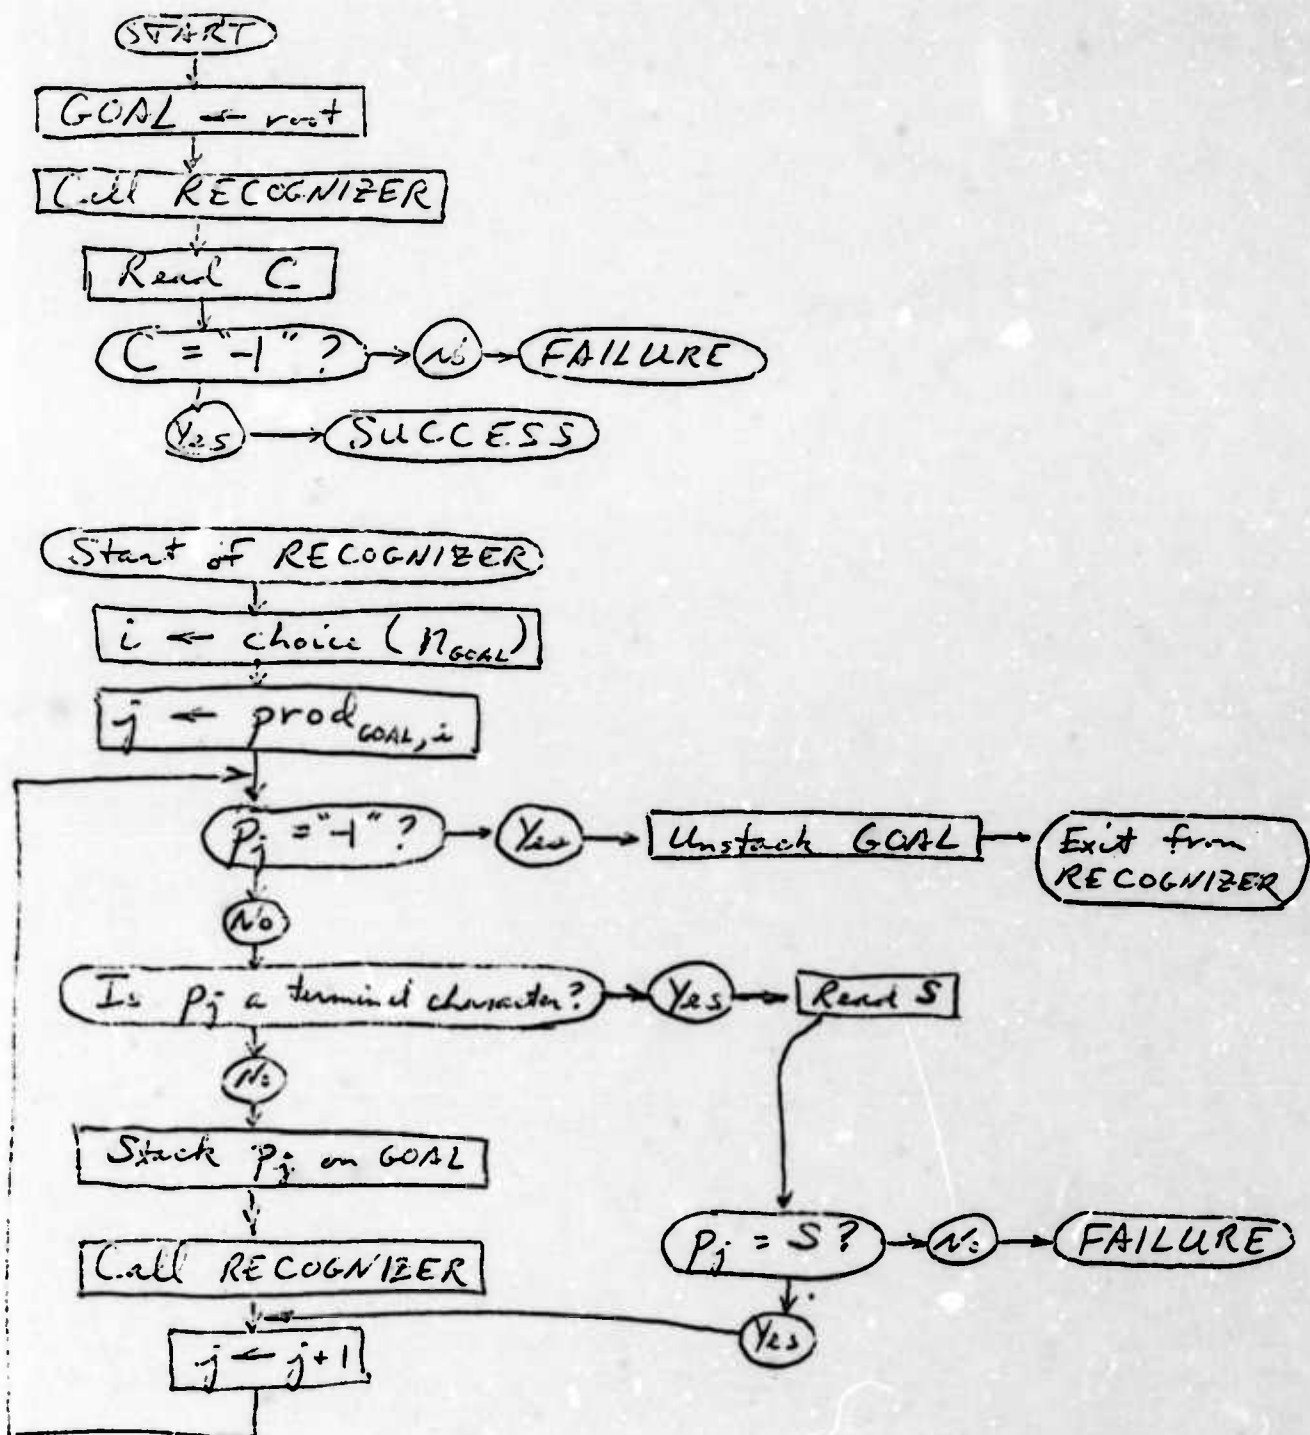 START
GOAL ← root
Call RECOGNIZER
Read C
C = "⊣" ? No FAILURE
Yes SUCCESS
Start of RECOGNIZER
i ← choice (n_GOAL)
j ← prod_GOAL, i
p_j = "⊣" ? Yes Unstack GOAL Exit from
RECOGNIZER
No
Is p_j a terminal character? Yes Read S
No
Stack p_j on GOAL
Call RECOGNIZER
p_j = S ? No FAILURE
Yes
j ← j+1